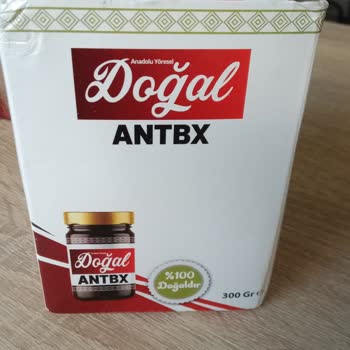 Anadolu Yöresel
Doğal
ANTBX
Doğal
ANTBX
%100
Doğaldır
300 Gr e